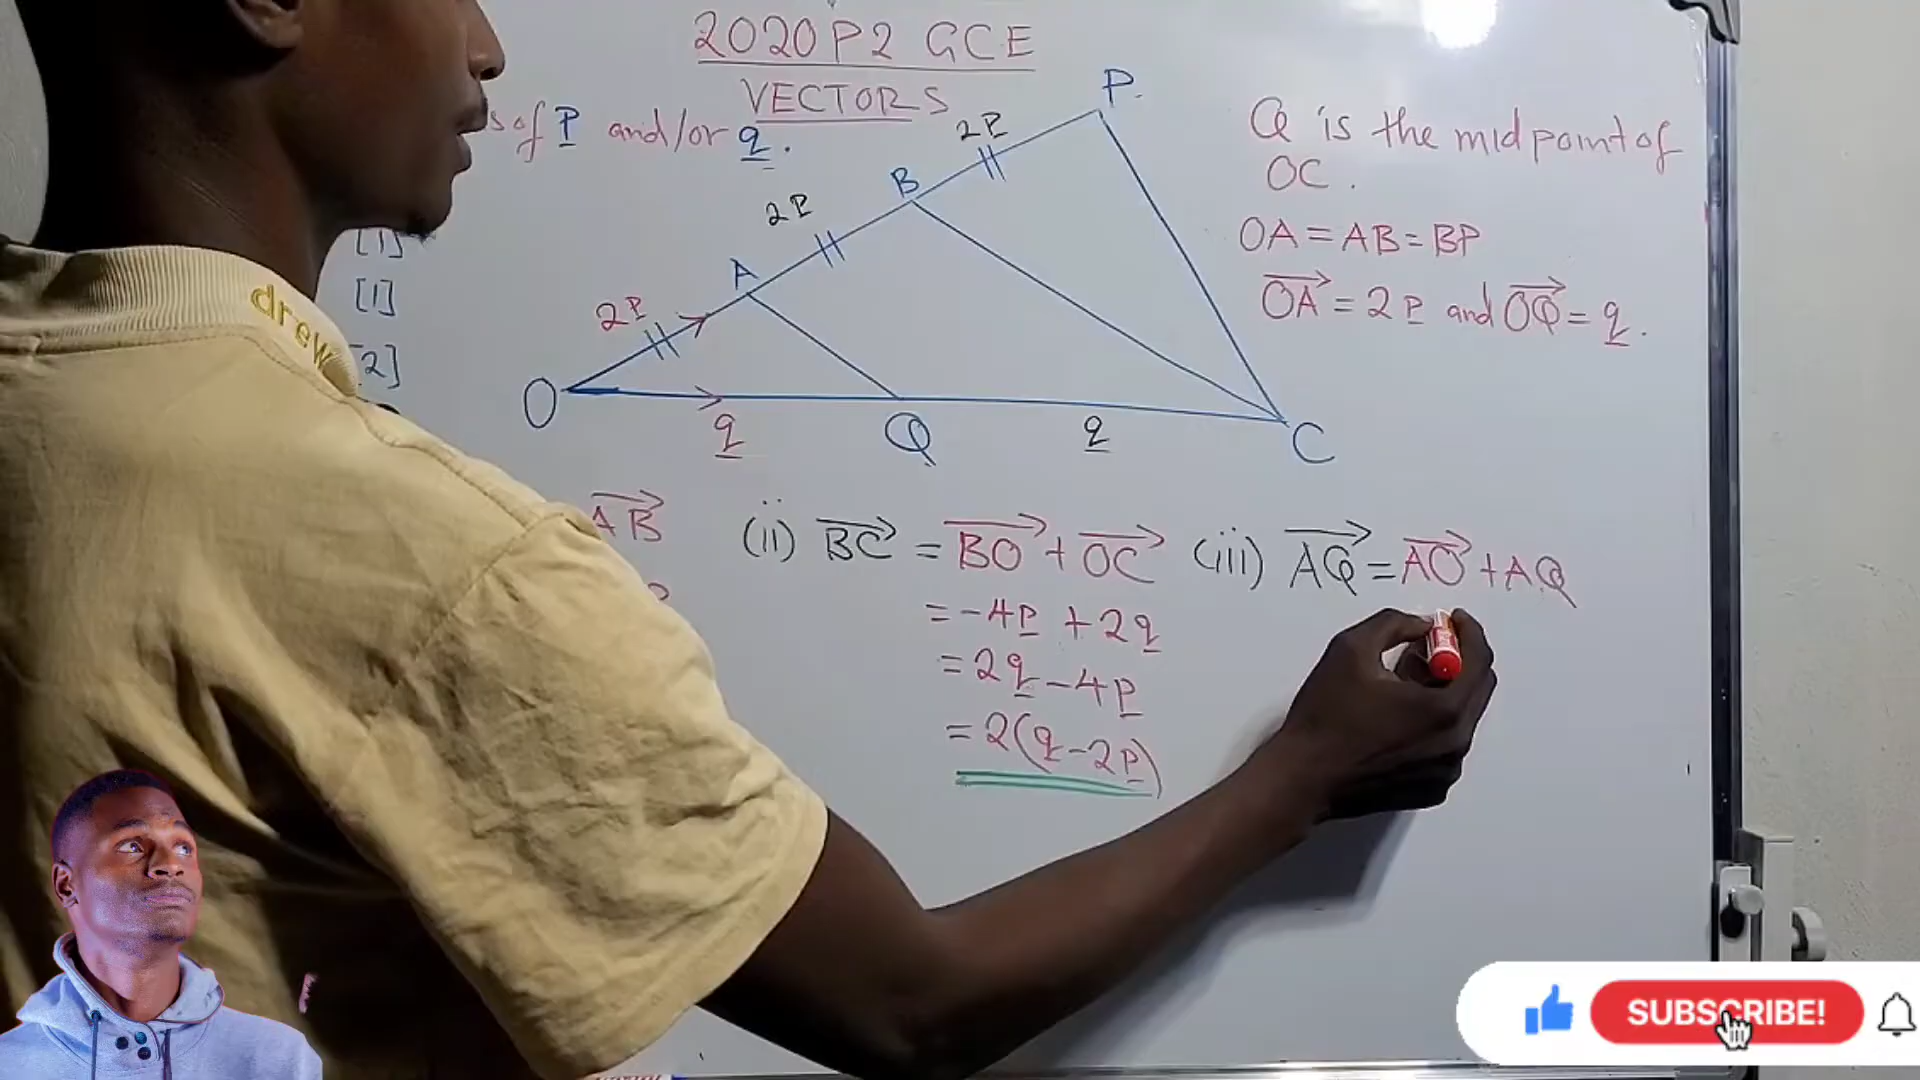 2020 P2 GCE
VECTORS
s of P and/or q.
[1]
[1]
[2]
P.
2P
B
2P
A
2P
O
q
Q
q
C
Q is the midpoint of
OC.
OA = AB = BP
OA = 2P and OQ = q.
AB
(ii) BC = BO + OC
= -4P + 2q
= 2q - 4P
= 2(q - 2P)
(iii) AQ = AO + AQ
drew
SUBSCRIBE!